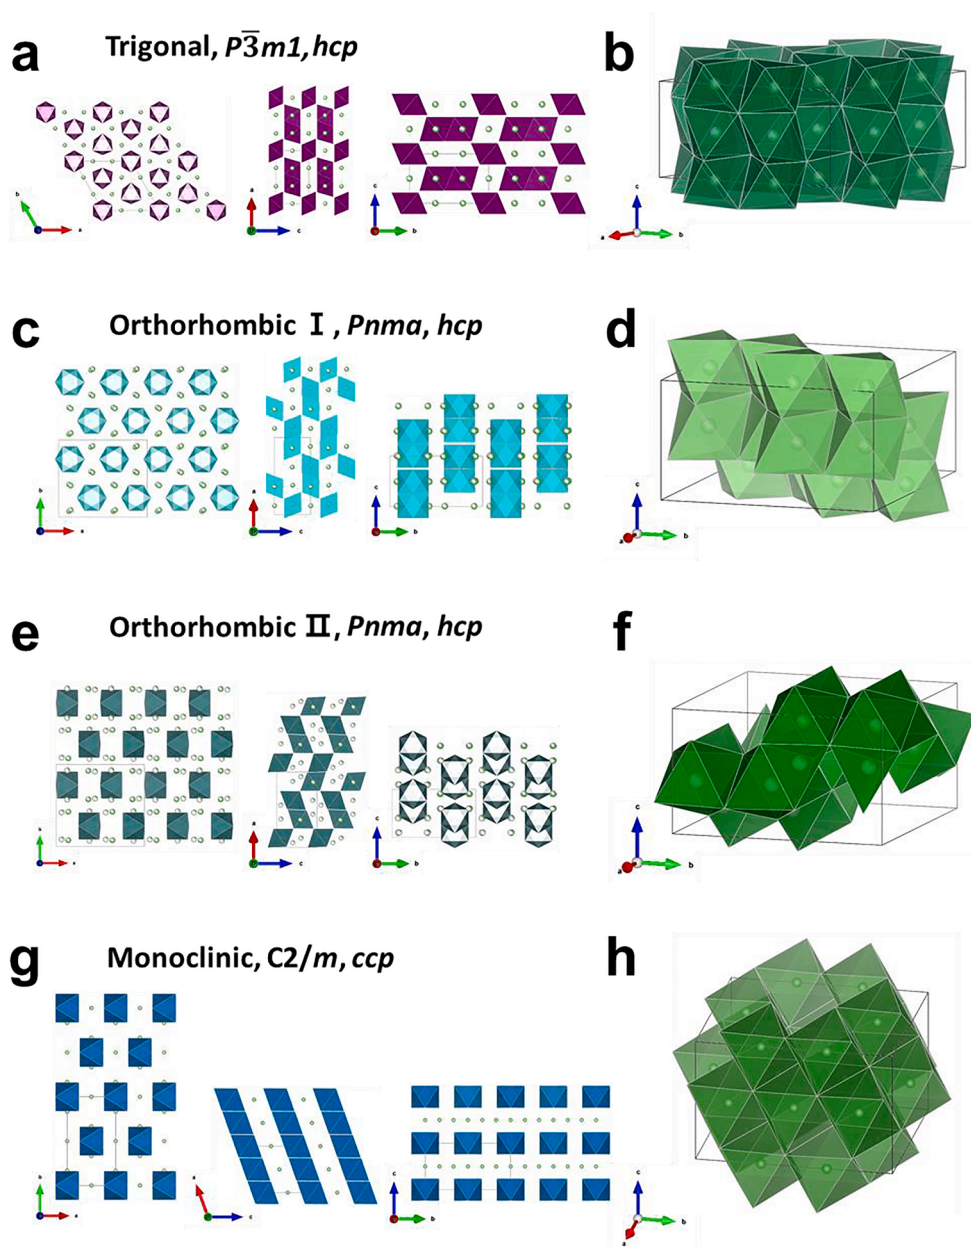 a Trigonal, P3̅m1, hcp b
b a
a c
c b
c a b
c Orthorhombic Ⅰ, Pnma, hcp d
b a
a c
c b
c a b
e Orthorhombic Ⅱ, Pnma, hcp f
a a
a c
c b
c a b
g Monoclinic, C2/m, ccp h
b a
a c
c b
c a b